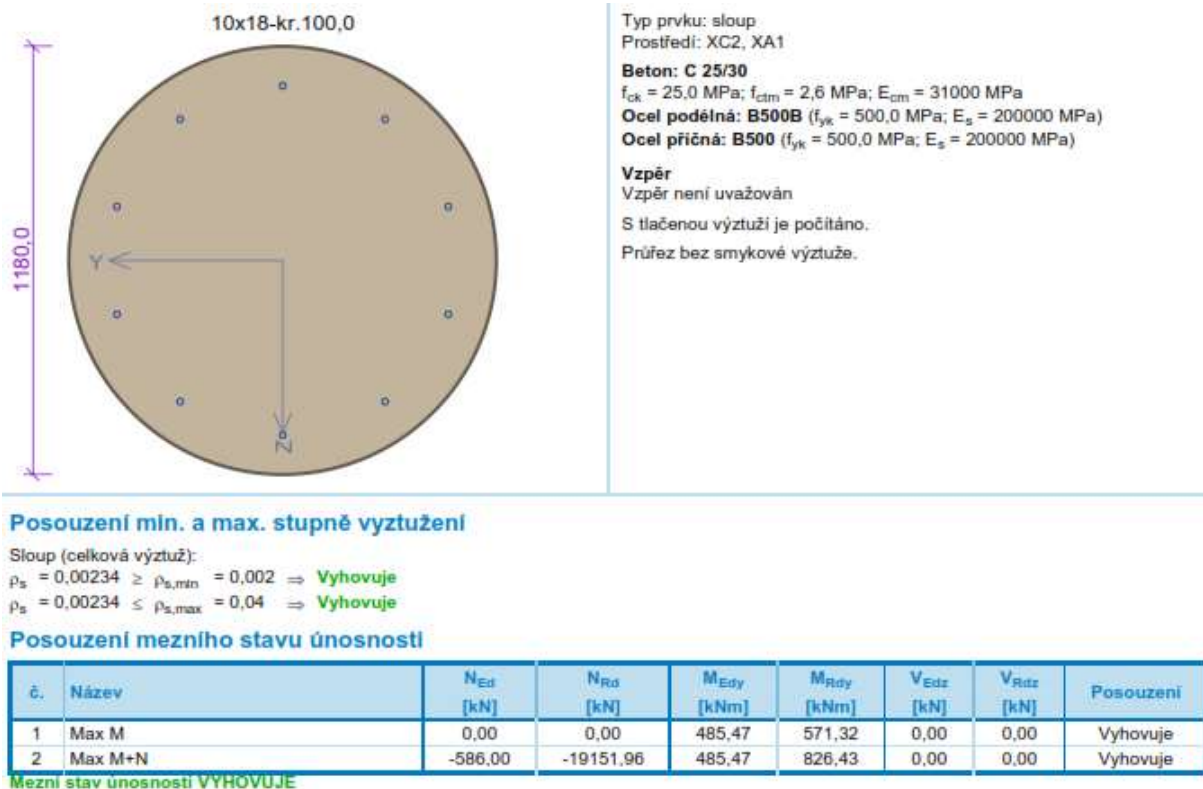 10x18-kr.100,0
1180,0
Y
Z
Typ prvku: sloup
Prostředí: XC2, XA1
Beton: C 25/30
fck = 25,0 MPa; fctm = 2,6 MPa; Ecm = 31000 MPa
Ocel podélná: B500B (fyk = 500,0 MPa; Es = 200000 MPa)
Ocel příčná: B500 (fyk = 500,0 MPa; Es = 200000 MPa)
Vzpěr
Vzpěr není uvažován
S tlačenou výztuží je počítáno.
Průřez bez smykové výztuže.
Posouzení min. a max. stupně vyztužení
Sloup (celková výztuž):
ρs = 0,00234 ≥ ρs,min = 0,002 ⇒ Vyhovuje
ρs = 0,00234 ≤ ρs,max = 0,04 ⇒ Vyhovuje
Posouzení mezního stavu únosnosti
č. Název NEd [kN] NRd [kN] MEdy [kNm] MRdy [kNm] VEdz [kN] VRdz [kN] Posouzení
1 Max M 0,00 0,00 485,47 571,32 0,00 0,00 Vyhovuje
2 Max M+N -586,00 -19151,96 485,47 826,43 0,00 0,00 Vyhovuje
Mezní stav únosnosti VYHOVUJE